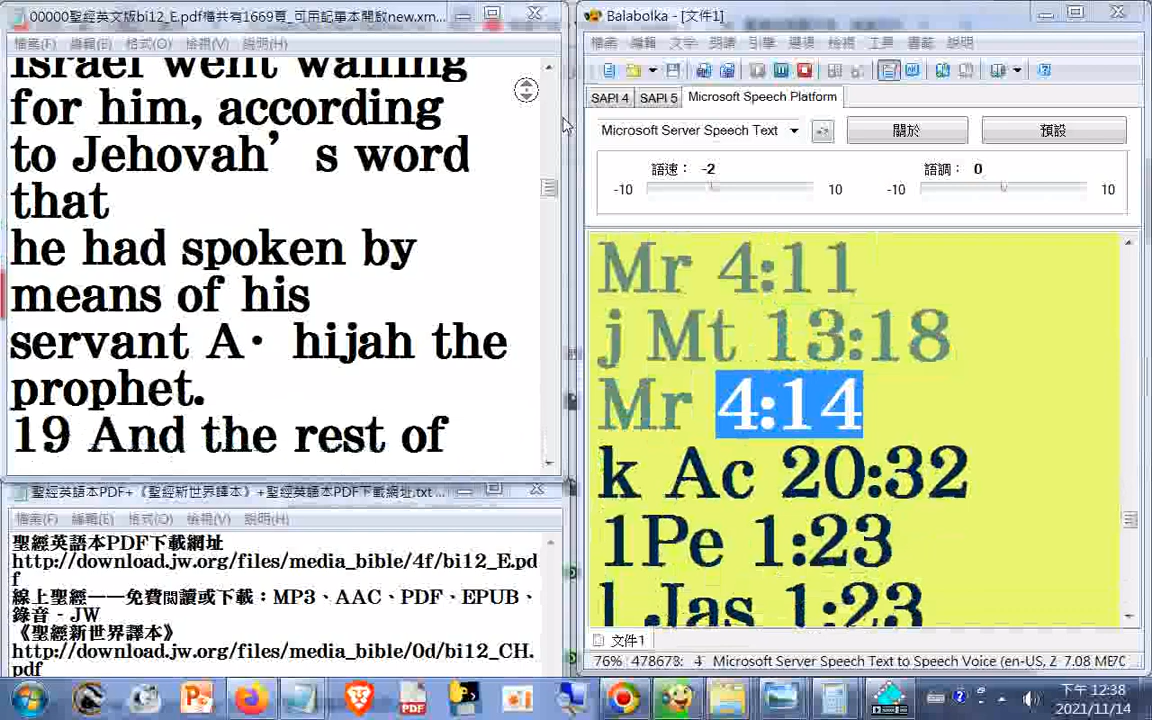 00000聖經英文版bi12_E.pdf檔共有1669頁_可用記事本開啟new.xm...
檔案(F) 編輯(E) 格式(O) 檢視(V) 說明(H)
Israel went wailing
for him, according
to Jehovah’s word
that
he had spoken by
means of his
servant A· hijah the
prophet.
19 And the rest of
聖經英語本PDF+《聖經新世界譯本》+聖經英語本PDF下載網址.txt ...
檔案(F) 編輯(E) 格式(O) 檢視(V) 說明(H)
聖經英語本PDF下載網址
http://download.jw.org/files/media_bible/4f/bi12_E.pd
f
線上聖經——免費閱讀或下載：MP3、AAC、PDF、EPUB、
錄音 - JW
《聖經新世界譯本》
http://download.jw.org/files/media_bible/0d/bi12_CH.
pdf
Balabolka - [文件1]
檔案 編輯 文字 朗讀 引擎 選項 檢視 工具 書籤 說明
SAPI 4 SAPI 5 Microsoft Speech Platform
Microsoft Server Speech Text 關於 預設
語速： -2 語調： 0
-10 10 -10 10
Mr 4:11
j Mt 13:18
Mr 4:14
k Ac 20:32
1Pe 1:23
l Jas 1:23
文件1
76% 478678: 4 Microsoft Server Speech Text to Speech Voice (en-US, Z 7.08 ME
下午 12:38
2021/11/14